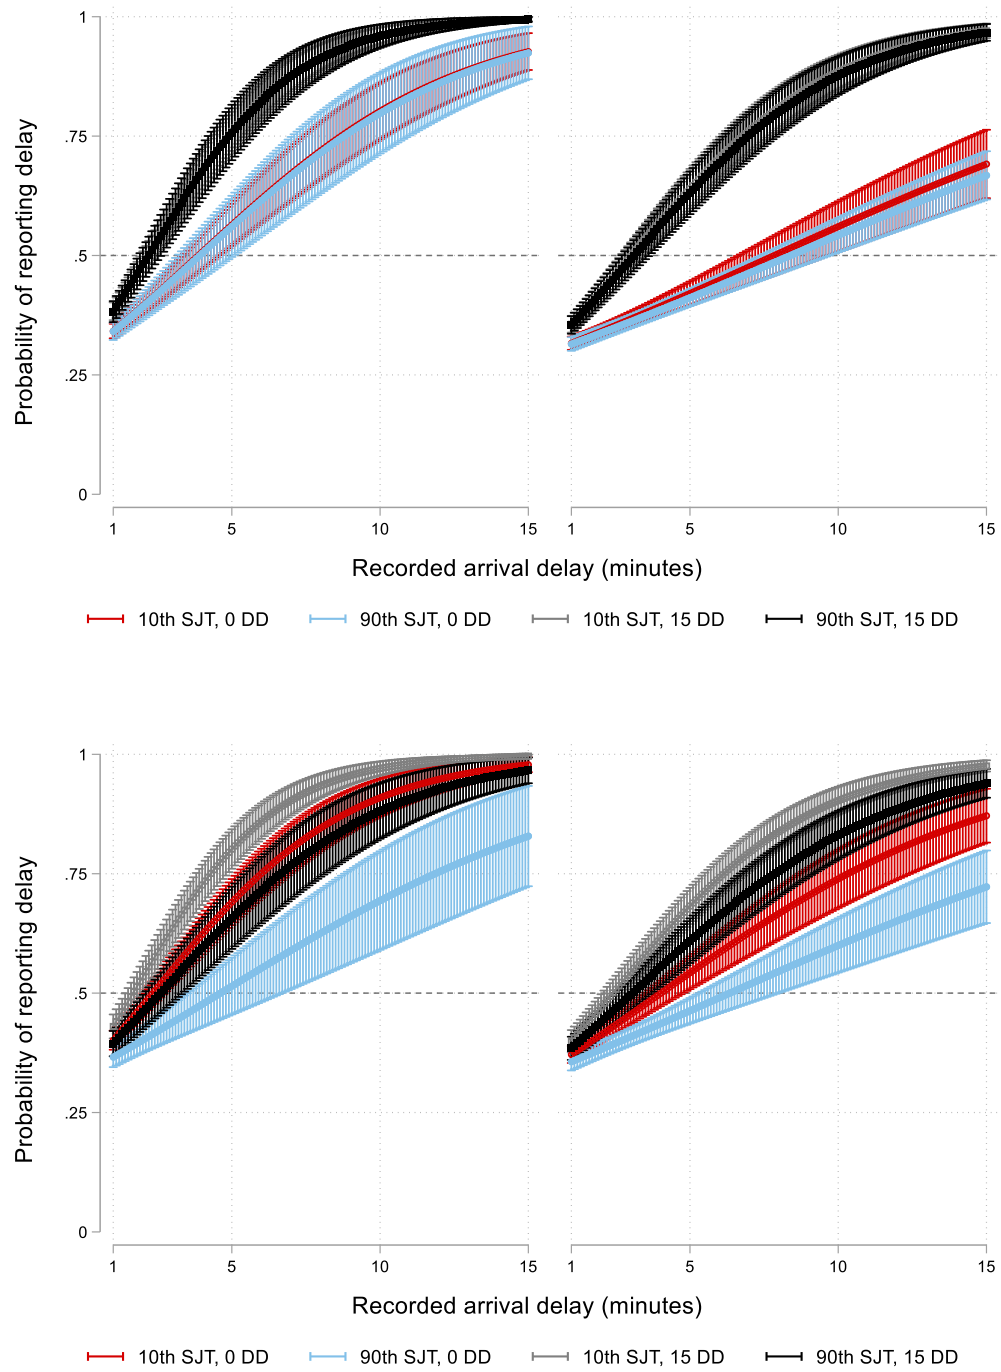 Probability of reporting delay
1
.75
.5
.25
0
1 5 10 15 1 5 10 15
Recorded arrival delay (minutes)
10th SJT, 0 DD 90th SJT, 0 DD 10th SJT, 15 DD 90th SJT, 15 DD
Probability of reporting delay
1
.75
.5
.25
0
1 5 10 15 1 5 10 15
Recorded arrival delay (minutes)
10th SJT, 0 DD 90th SJT, 0 DD 10th SJT, 15 DD 90th SJT, 15 DD